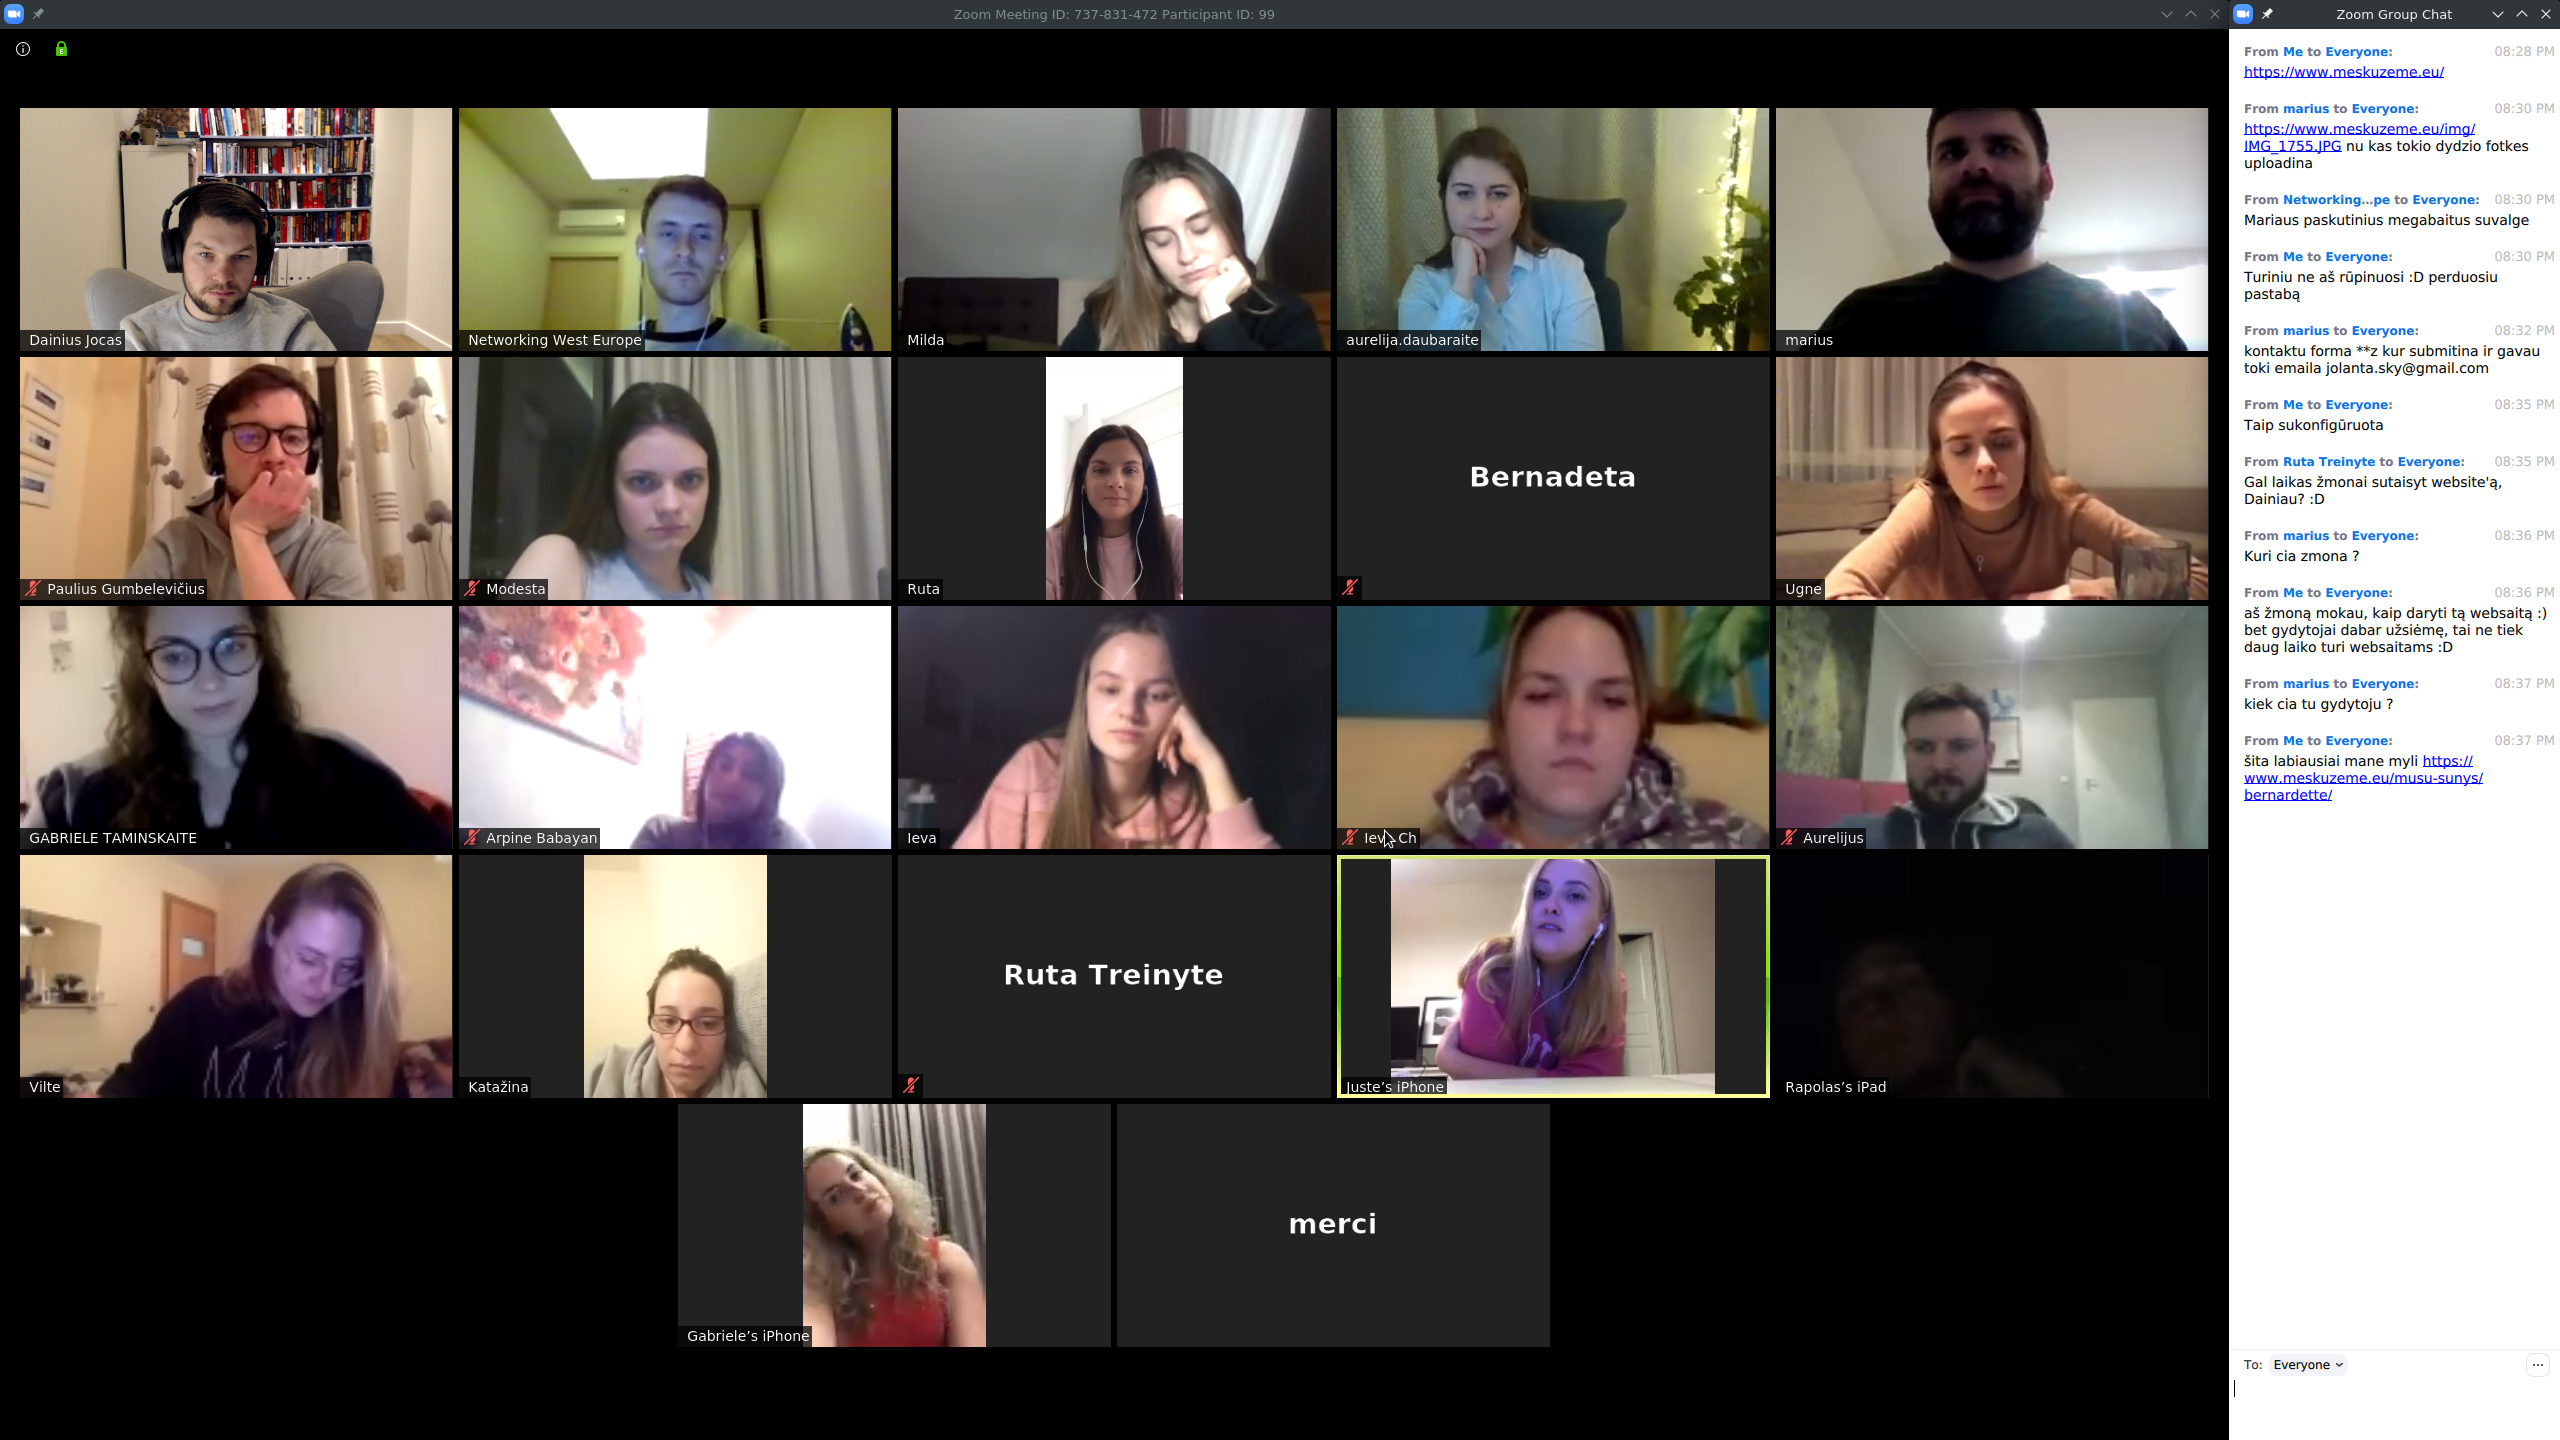 Zoom Meeting ID: 737-831-472 Participant ID: 99
Dainius Jocas
Networking West Europe
Milda
aurelija.daubaraite
marius
Paulius Gumbelevičius
Modesta
Ruta
Bernadeta
Ugne
GABRIELE TAMINSKAITE
Arpine Babayan
Ieva
Ch
Aurelijus
Vilte
Katažina
Ruta Treinyte
Juste’s iPhone
Rapolas’s iPad
Gabriele’s iPhone
merci
Zoom Group Chat
From Me to Everyone: 08:28 PM
https://www.meskuzeme.eu/
From marius to Everyone: 08:30 PM
https://www.meskuzeme.eu/img/
IMG_1755.JPG nu kas tokio dydzio fotkes
uploadina
From Networking...pe to Everyone: 08:30 PM
Mariaus paskutinius megabaitus suvalge
From Me to Everyone: 08:30 PM
Turiniu ne aš rūpinuosi :D perduosiu
pastabą
From marius to Everyone: 08:32 PM
kontaktu forma **z kur submitina ir gavau
toki emaila jolanta.sky@gmail.com
From Me to Everyone: 08:35 PM
Taip sukonfigūruota
From Ruta Treinyte to Everyone: 08:35 PM
Gal laikas žmonai sutaisyt website'ą,
Dainiau? :D
From marius to Everyone: 08:36 PM
Kuri cia zmona ?
From Me to Everyone: 08:36 PM
aš žmoną mokau, kaip daryti tą websaitą :)
bet gydytojai dabar užsiėmę, tai ne tiek
daug laiko turi websaitams :D
From marius to Everyone: 08:37 PM
kiek cia tu gydytoju ?
From Me to Everyone: 08:37 PM
šita labiausiai mane myli https://
www.meskuzeme.eu/musu-sunys/
bernardette/
To: Everyone